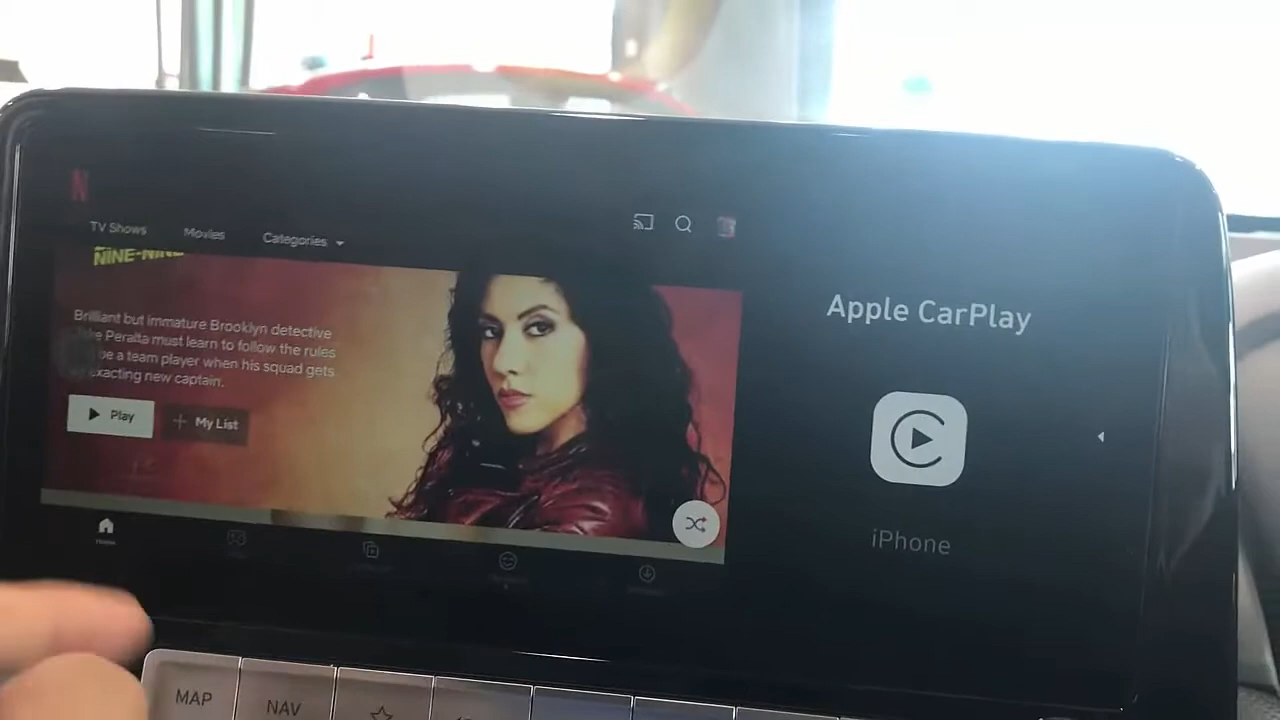 N
TV Shows
Movies
Categories
NINE-NINE
Brilliant but immature Brooklyn detective
Peralta must learn to follow the rules
be a team player when his squad gets
exacting new captain.
Play
My List
Home
Apple CarPlay
iPhone
MAP
NAV